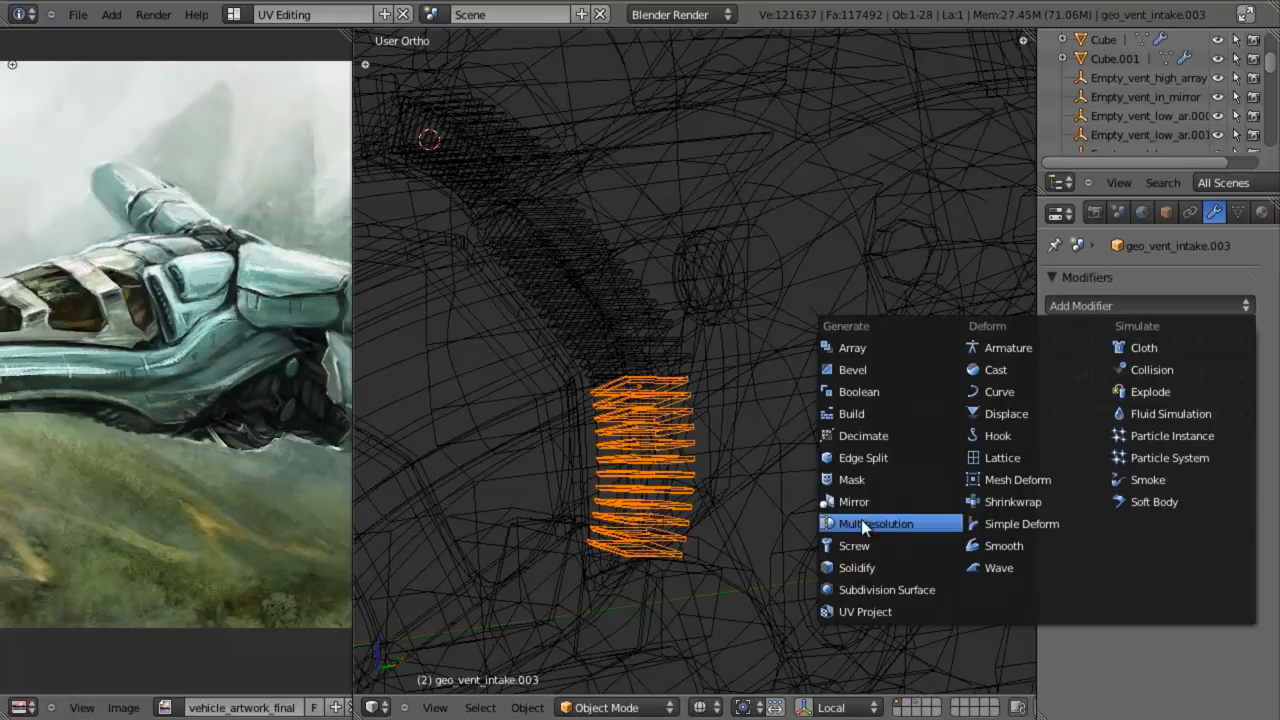 File Add Render Help UV Editing Scene Blender Render Ve:121637 | Fa:117492 | Ob:1-28 | La:1 | Mem:27.45M (71.06M) | geo_vent_intake.003
User Ortho
Cube
Cube.001
Empty_vent_high_array
Empty_vent_in_mirror
Empty_vent_low_ar.000
Empty_vent_low_ar.001
View Search All Scenes
geo_vent_intake.003
Modifiers
Add Modifier
Generate Deform Simulate
Array Armature Cloth
Bevel Cast Collision
Boolean Curve Explode
Build Displace Fluid Simulation
Decimate Hook Particle Instance
Edge Split Lattice Particle System
Mask Mesh Deform Smoke
Mirror Shrinkwrap Soft Body
Multiresolution Simple Deform
Screw Smooth
Solidify Wave
Subdivision Surface
UV Project
(2) geo_vent_intake.003
View Image vehicle_artwork_final F View Select Object Object Mode Local